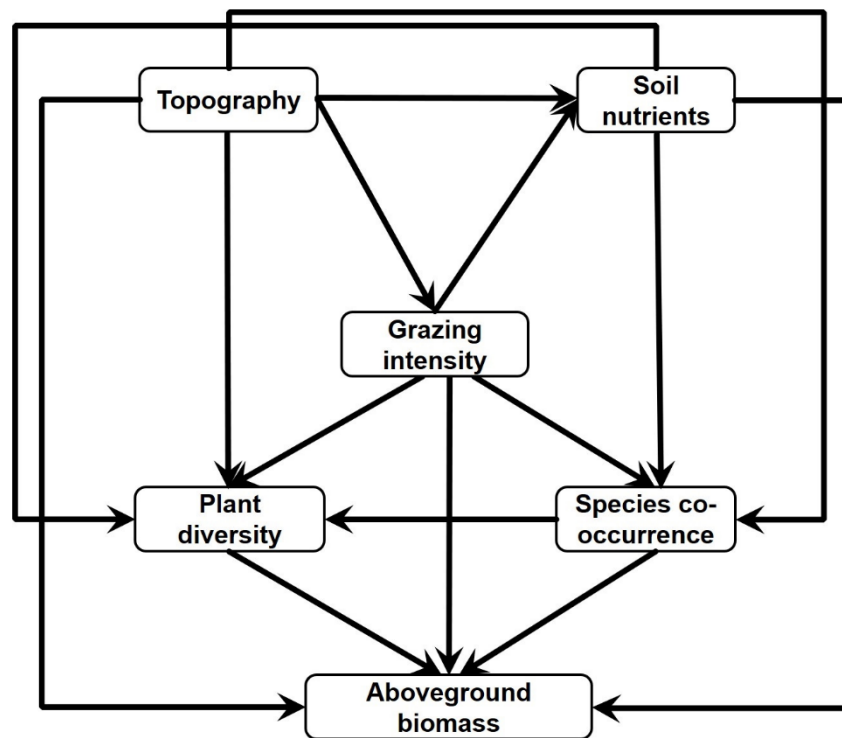 Topography
Soil
nutrients
Grazing
intensity
Plant
diversity
Species co-
occurrence
Aboveground
biomass